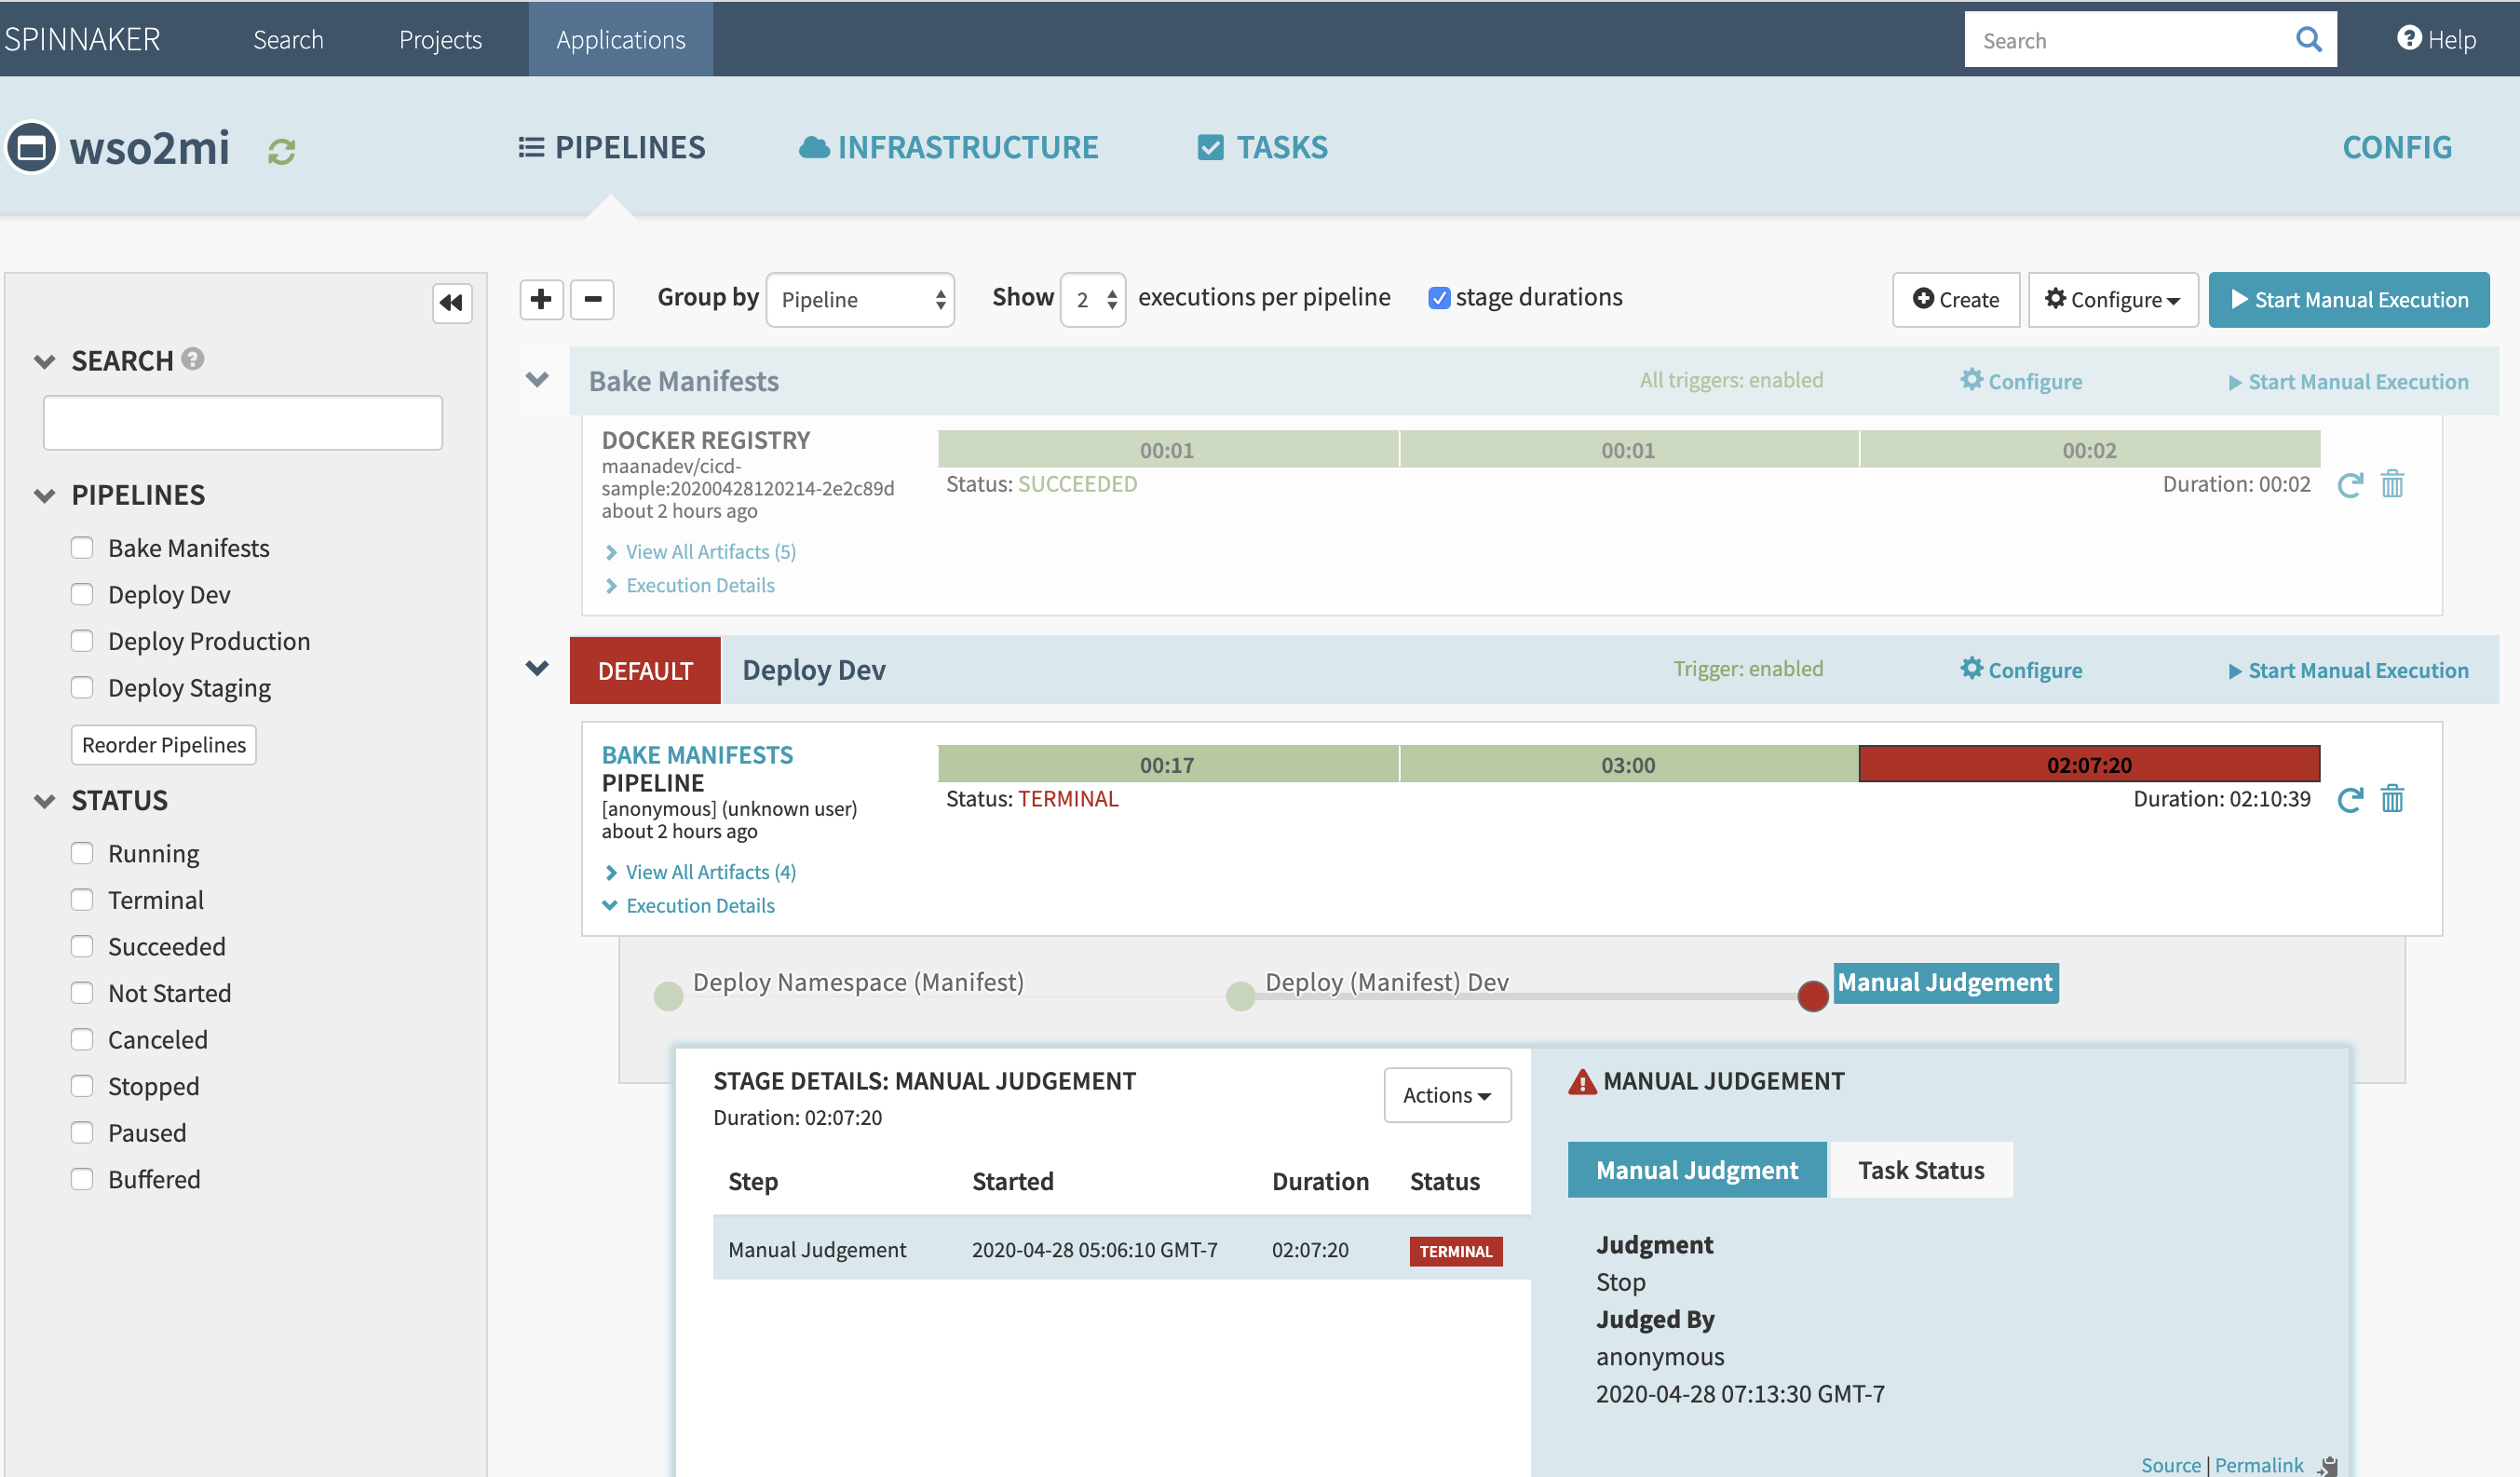 SPINNAKER Search Projects Applications Search Help
wso2mi PIPELINES INFRASTRUCTURE TASKS CONFIG
SEARCH
PIPELINES
Bake Manifests
Deploy Dev
Deploy Production
Deploy Staging
Reorder Pipelines
STATUS
Running
Terminal
Succeeded
Not Started
Canceled
Stopped
Paused
Buffered
Group by Pipeline Show 2 executions per pipeline stage durations Create Configure Start Manual Execution
Bake Manifests All triggers: enabled Configure Start Manual Execution
DOCKER REGISTRY
maanadev/cicd-
sample:20200428120214-2e2c89d
about 2 hours ago
View All Artifacts (5)
Execution Details
00:01 00:01 00:02
Status: SUCCEEDED Duration: 00:02
DEFAULT Deploy Dev Trigger: enabled Configure Start Manual Execution
BAKE MANIFESTS
PIPELINE
[anonymous] (unknown user)
about 2 hours ago
View All Artifacts (4)
Execution Details
00:17 03:00 02:07:20
Status: TERMINAL Duration: 02:10:39
Deploy Namespace (Manifest) Deploy (Manifest) Dev Manual Judgement
STAGE DETAILS: MANUAL JUDGEMENT
Duration: 02:07:20
Actions
Step Started Duration Status
Manual Judgement 2020-04-28 05:06:10 GMT-7 02:07:20 TERMINAL
MANUAL JUDGEMENT
Manual Judgment Task Status
Judgment
Stop
Judged By
anonymous
2020-04-28 07:13:30 GMT-7
Source | Permalink